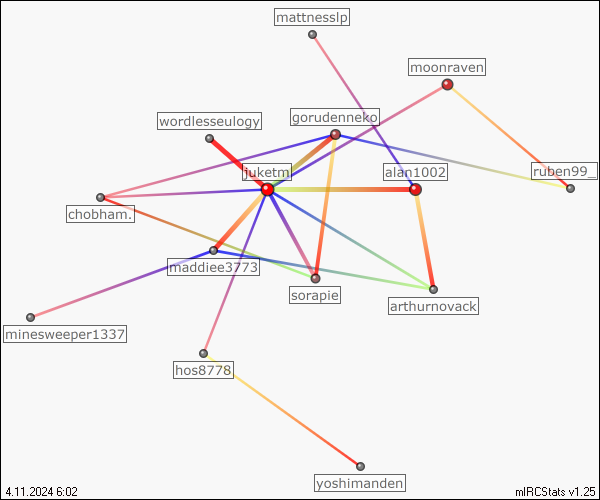 mattnesslp
moonraven
gorudenneko
wordlesseulogy
juketm
alan1002
ruben99_
chobham.
maddiee3773
sorapie
arthurnovack
minesweeper1337
hos8778
yoshimanden
4.11.2024 6:02
mIRCStats v1.25